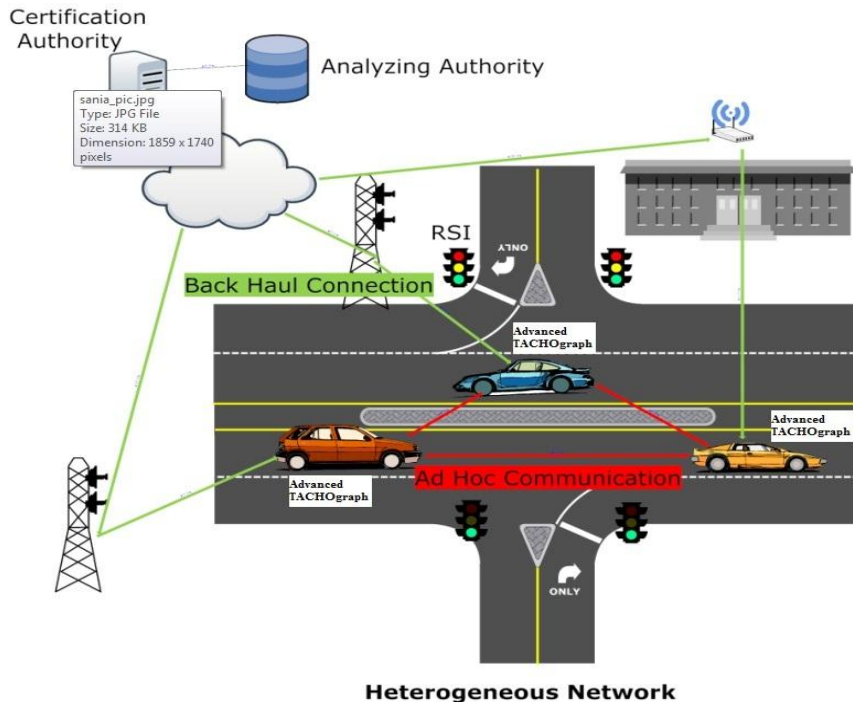 Certification
Authority
Analyzing Authority
sania_pic.jpg
Type: JPG File
Size: 314 KB
Dimension: 1859 x 1740
pixels
RSI
ONLY
Back Haul Connection
Advanced
TACHOgraph
Advanced
TACHOgraph
Ad Hoc Communication
Advanced
TACHOgraph
ONLY
Heterogeneous Network